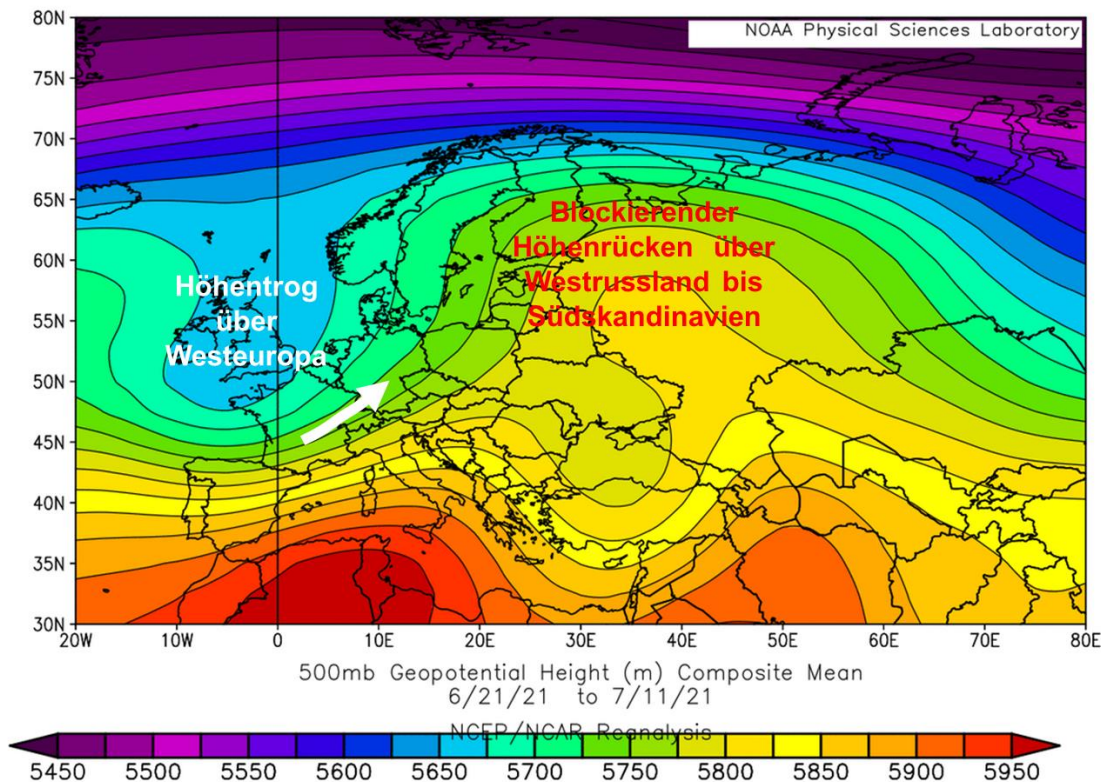 NOAA Physical Sciences Laboratory
80N
75N
70N
65N
60N
55N
50N
45N
40N
35N
30N
Blockierender
Höhenrücken über
Westrussland bis
Südskandinavien
Höhentrog
über
Westeuropa
20W 10W 0 10E 20E 30E 40E 50E 60E 70E 80E
500mb Geopotential Height (m) Composite Mean
6/21/21 to 7/11/21
NCEP/NCAR Reanalysis
5450 5500 5550 5600 5650 5700 5750 5800 5850 5900 5950